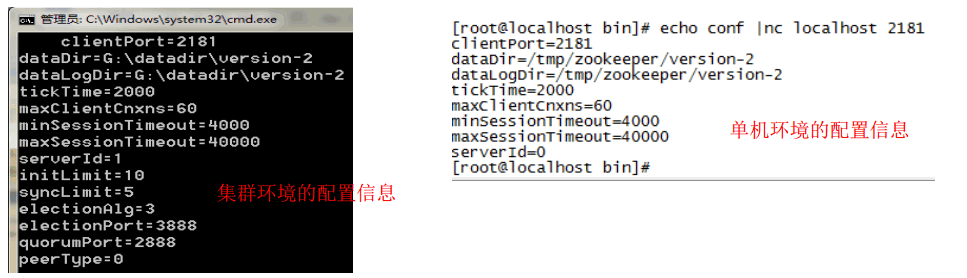 管理员: C:\Windows\system32\cmd.exe
clientPort=2181
dataDir=G:\datadir\version-2
dataLogDir=G:\datadir\version-2
tickTime=2000
maxClientCnxns=60
minSessionTimeout=4000
maxSessionTimeout=40000
serverId=1
initLimit=10
syncLimit=5
集群环境的配置信息
electionAlg=3
electionPort=3888
quorumPort=2888
peerType=0
[root@localhost bin]# echo conf |nc localhost 2181
clientPort=2181
dataDir=/tmp/zookeeper/version-2
dataLogDir=/tmp/zookeeper/version-2
tickTime=2000
maxClientCnxns=60
minSessionTimeout=4000
单机环境的配置信息
maxSessionTimeout=40000
serverId=0
[root@localhost bin]#